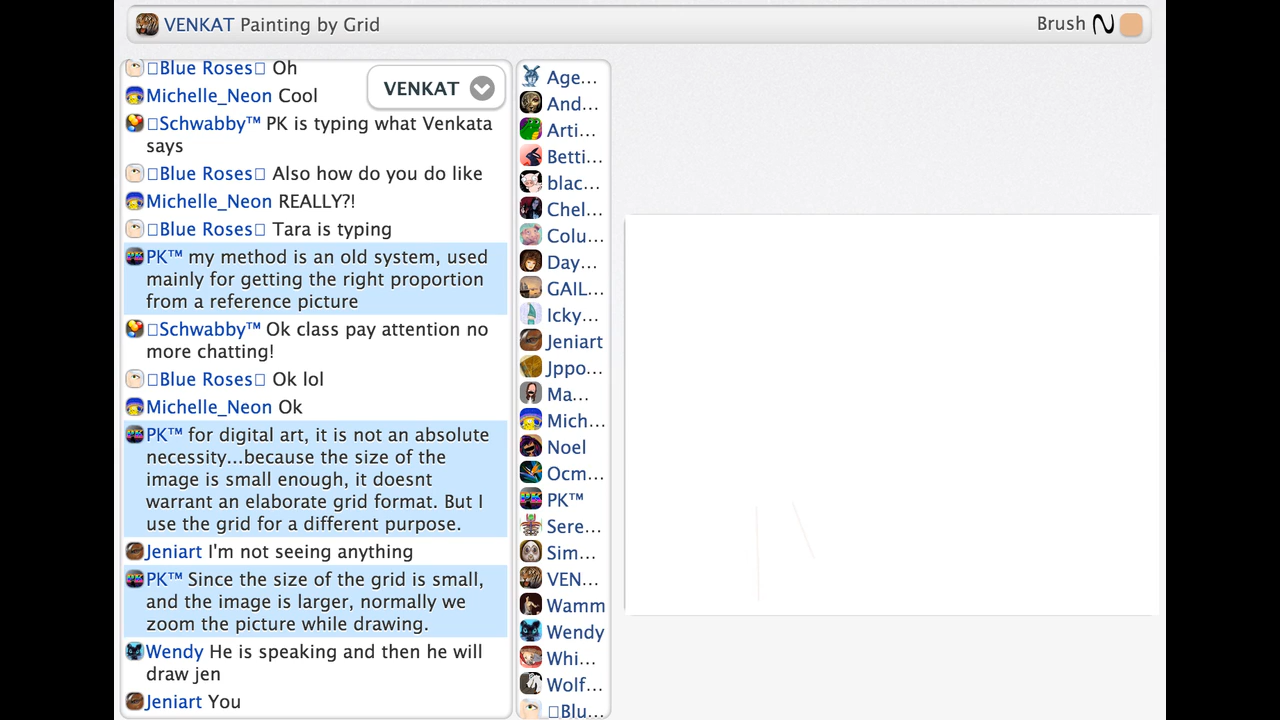 VENKAT Painting by Grid
Brush
VENKAT
□Blue Roses□ Oh
Michelle_Neon Cool
□Schwabby™ PK is typing what Venkata
says
□Blue Roses□ Also how do you do like
Michelle_Neon REALLY?!
□Blue Roses□ Tara is typing
PK™ my method is an old system, used
mainly for getting the right proportion
from a reference picture
□Schwabby™ Ok class pay attention no
more chatting!
□Blue Roses□ Ok lol
Michelle_Neon Ok
PK™ for digital art, it is not an absolute
necessity...because the size of the
image is small enough, it doesnt
warrant an elaborate grid format. But I
use the grid for a different purpose.
Jeniart I'm not seeing anything
PK™ Since the size of the grid is small,
and the image is larger, normally we
zoom the picture while drawing.
Wendy He is speaking and then he will
draw jen
Jeniart You
Age...
And...
Arti...
Betti...
blac...
Chel...
Colu...
Day...
GAIL...
Icky...
Jeniart
Jppo...
Ma...
Mich...
Noel
Ocm...
PK™
Sere...
Sim...
VEN...
Wamm
Wendy
Whi...
Wolf...
□Blu...